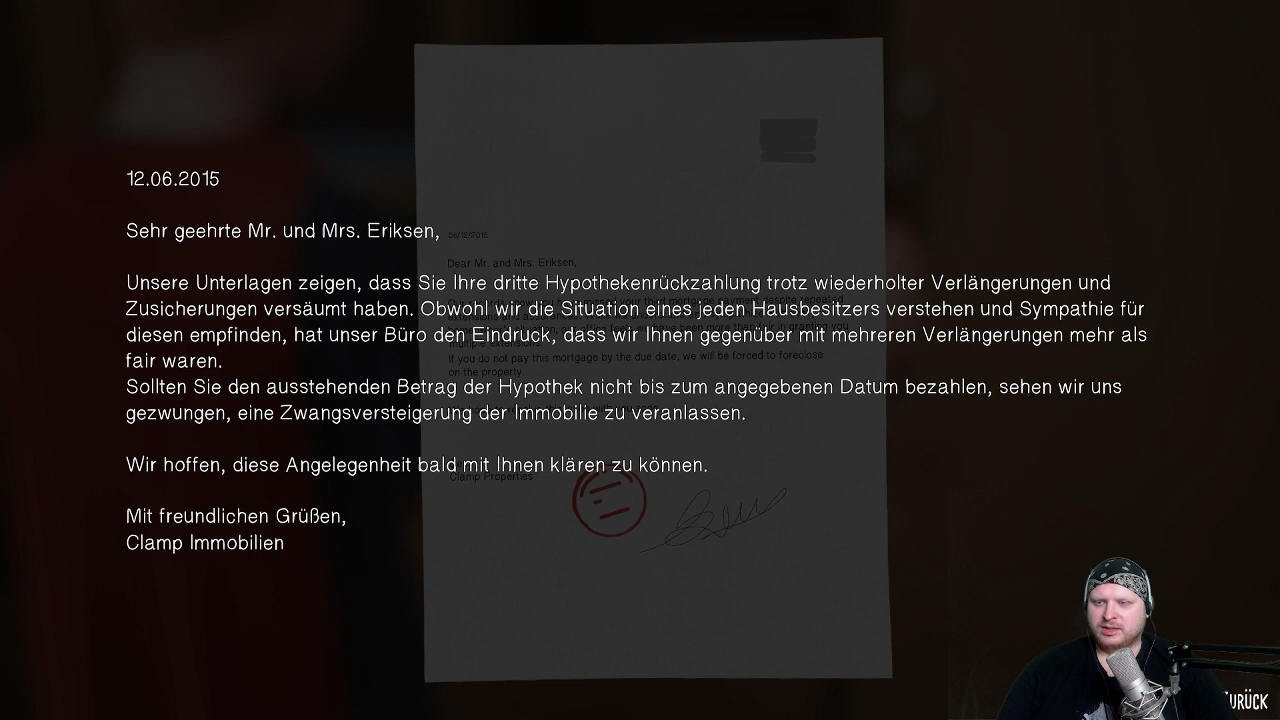 12.06.2015
Sehr geehrte Mr. und Mrs. Eriksen,
06/12/2015
Dear Mr. and Mrs. Eriksen,
Unsere Unterlagen zeigen, dass Sie Ihre dritte Hypothekenrückzahlung trotz wiederholter Verlängerungen und
Zusicherungen versäumt haben. Obwohl wir die Situation eines jeden Hausbesitzers verstehen und Sympathie für
diesen empfinden, hat unser Büro den Eindruck, dass wir Ihnen gegenüber mit mehreren Verlängerungen mehr als
fair waren.
If you do not pay this mortgage by the due date, we will be forced to foreclose
on the property.
Sollten Sie den ausstehenden Betrag der Hypothek nicht bis zum angegebenen Datum bezahlen, sehen wir uns
gezwungen, eine Zwangsversteigerung der Immobilie zu veranlassen.
Wir hoffen, diese Angelegenheit bald mit Ihnen klären zu können.
Clamp Properties
Mit freundlichen Grüßen,
Clamp Immobilien